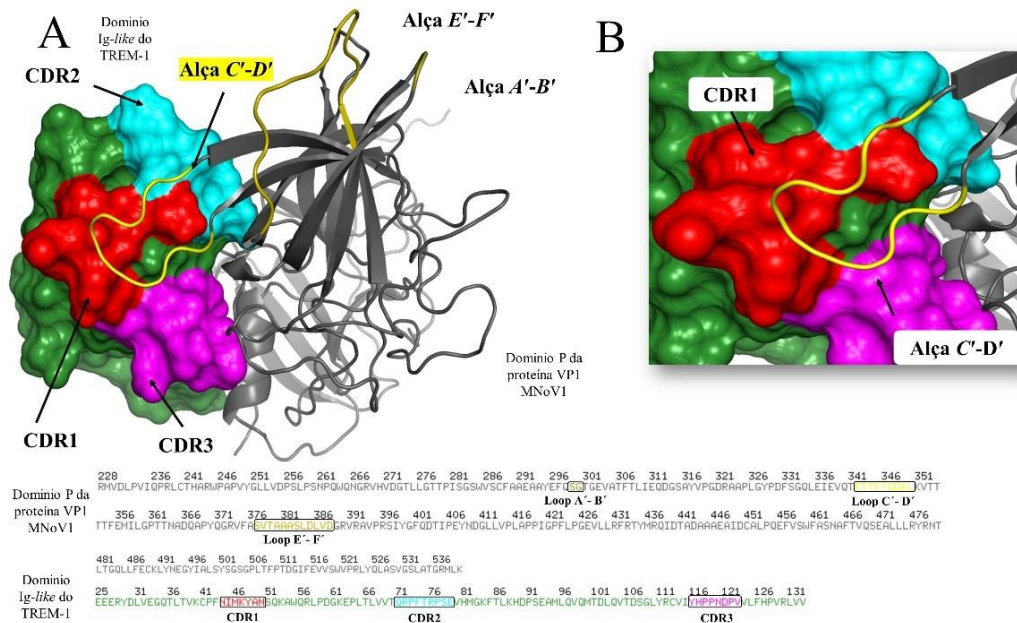 A
Dominio
Ig-like do
TREM-1
CDR2
Alça C'-D'
Alça E'-F'
Alça A'-B'
CDR1
CDR3
Dominio P da
proteína VP1
MNoV1
B
CDR1
Alça C'-D'
Dominio P da
proteína VP1
MNoV1
228 236 241 246 251 256 261 266 271 276 281 286 291 296 301 306 311 316 321 326 331 336 341 346 351
Loop A´- B´
Loop C´- D´
356 361 366 371 376 381 386 391 396 401 406 411 416 421 426 431 436 441 446 451 456 461 466 471 476
Loop E´- F´
481 486 491 496 501 506 511 516 521 526 531 536
LTGQLLFECKLYNEGYIALSYSGSGPLTFPTDGIFEVVSWVPRLYQLASVGSLATGRMLK
Dominio
Ig-like do
TREM-1
25 31 36 41 46 51 56 61 66 71 76 81 86 91 96 101 106 111 116 121 126 131
EEERYDLVEGQTLTVKCPFNIMKYANSQKAWQRLPDGKEPLTLVVTQRPFTRPSEVHMGKFTLKHDPSEAMLQVQMTDLQVTDSGLYRCVIYHPPNDPVVLFHPVRLVV
CDR1
CDR2
CDR3